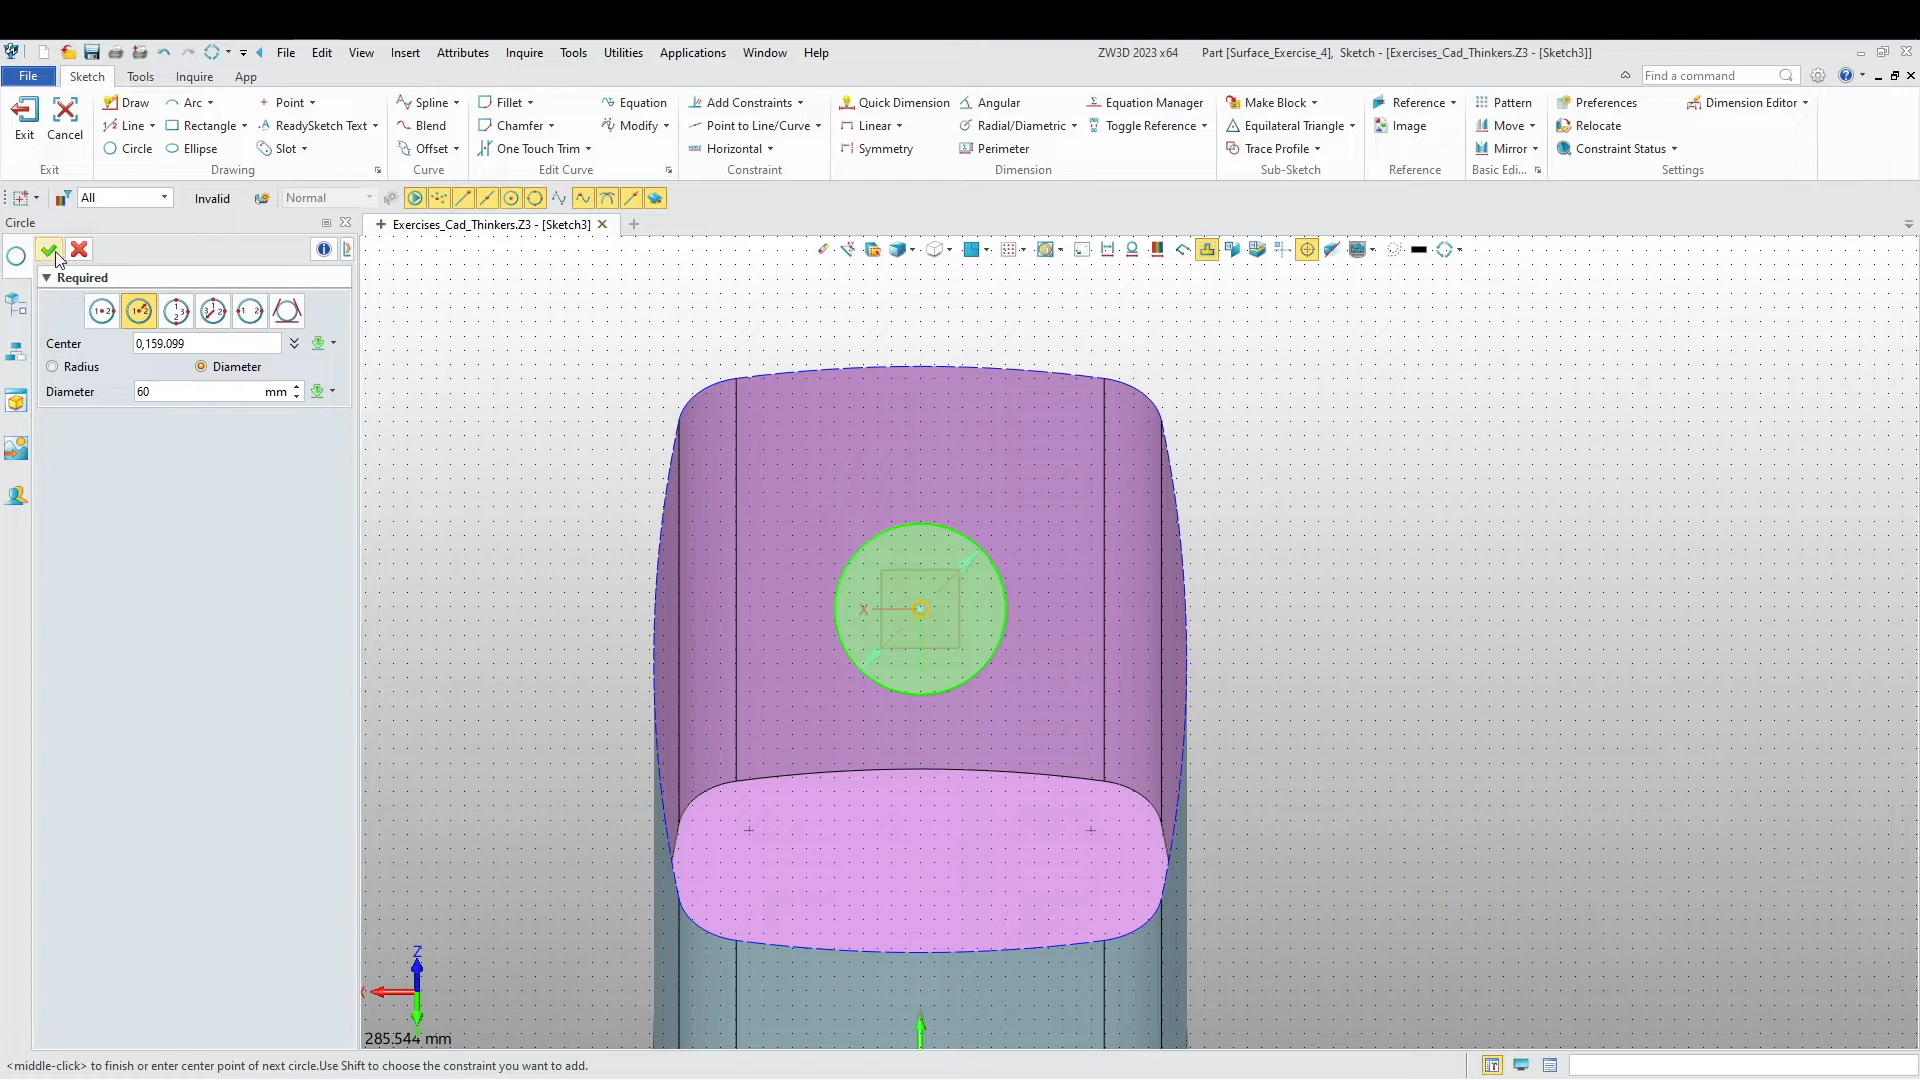 File Edit View Insert Attributes Inquire Tools Utilities Applications Window Help ZW3D 2023 x64 Part [Surface_Exercise_4], Sketch - [Exercises_Cad_Thinkers.Z3 - [Sketch3]]
File Sketch Tools Inquire App Find a command
Draw Arc Point Spline Fillet Equation Add Constraints Quick Dimension Angular Equation Manager Make Block Reference Pattern Preferences Dimension Editor
Exit Cancel Line Rectangle ReadySketch Text Blend Chamfer Modify Point to Line/Curve Linear Radial/Diametric Toggle Reference Equilateral Triangle Image Move Relocate
Circle Ellipse Slot Offset One Touch Trim Horizontal Symmetry Perimeter Trace Profile Mirror Constraint Status
Exit Drawing Curve Edit Curve Constraint Dimension Sub-Sketch Reference Basic Edi... Settings
All Invalid Normal
Circle Exercises_Cad_Thinkers.Z3 - [Sketch3]
Required
Center 0,159.099
Radius Diameter
Diameter 60 mm
X
Z
285.544 mm
<middle-click> to finish or enter center point of next circle.Use Shift to choose the constraint you want to add.